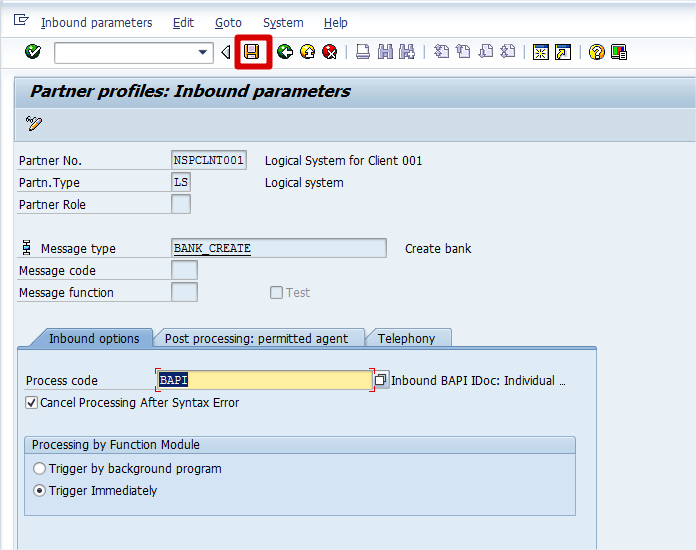 Inbound parameters Edit Goto System Help
Partner profiles: Inbound parameters
Partner No. NSPCLNT001 Logical System for Client 001
Partn.Type LS Logical system
Partner Role
Message type BANK_CREATE Create bank
Message code
Message function Test
Inbound options Post processing: permitted agent Telephony
Process code BAPI Inbound BAPI IDoc: Individual ...
Cancel Processing After Syntax Error
Processing by Function Module
Trigger by background program
Trigger Immediately